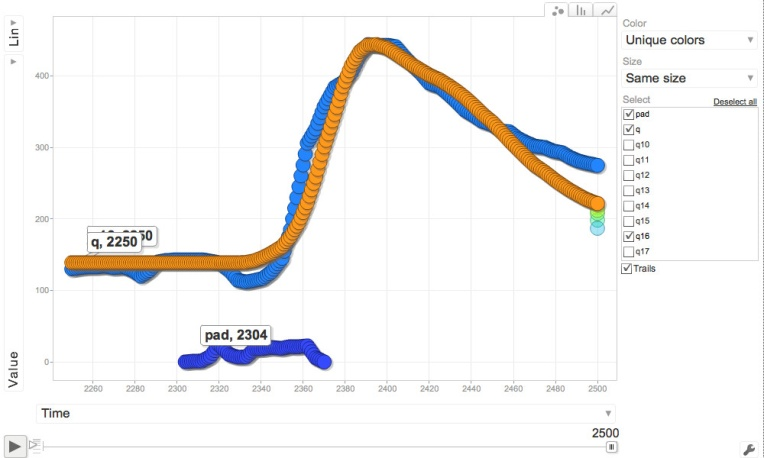 Lin
Color
Unique colors
Size
Same size
Select
Deselect all
pad
q
q10
q11
q12
q13
q14
q15
q16
q17
Trails
400
300
200
100
0
q, 2250
pad, 2304
Value
2260
2280
2300
2320
2340
2360
2380
2400
2420
2440
2460
2480
2500
Time
2500